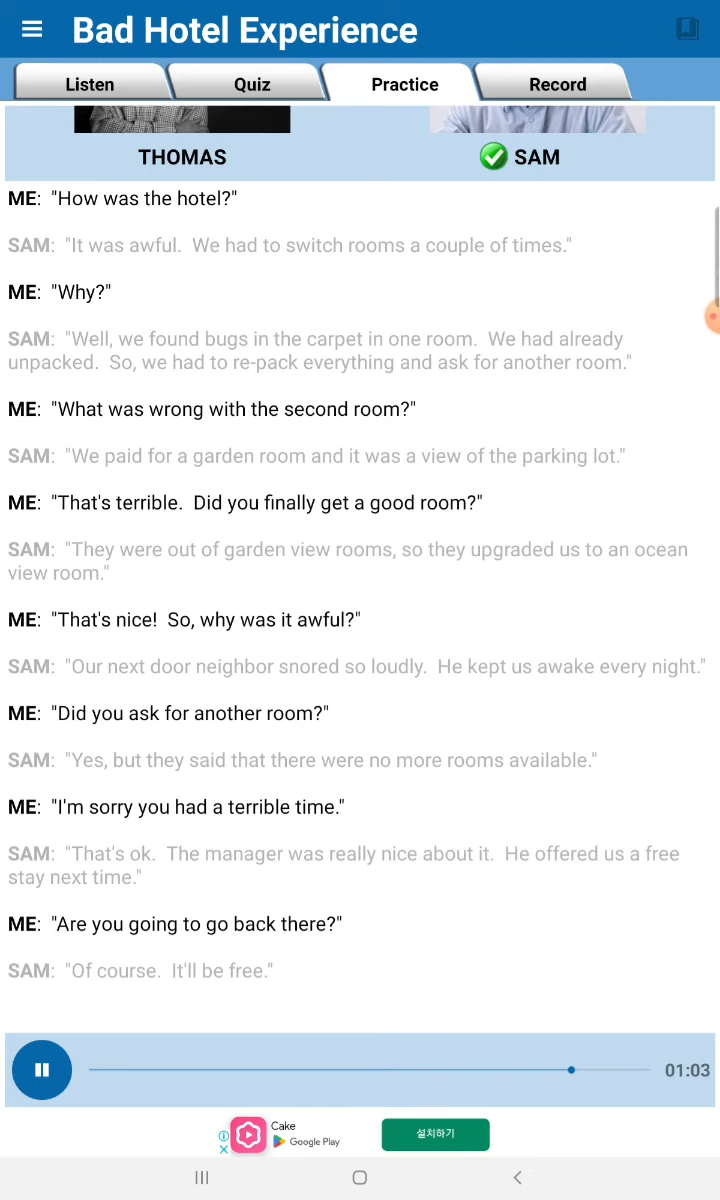 Bad Hotel Experience
Listen
Quiz
Practice
Record
THOMAS
SAM
ME: "How was the hotel?"
SAM: "It was awful. We had to switch rooms a couple of times."
ME: "Why?"
SAM: "Well, we found bugs in the carpet in one room. We had already
unpacked. So, we had to re-pack everything and ask for another room."
ME: "What was wrong with the second room?"
SAM: "We paid for a garden room and it was a view of the parking lot."
ME: "That's terrible. Did you finally get a good room?"
SAM: "They were out of garden view rooms, so they upgraded us to an ocean
view room."
ME: "That's nice! So, why was it awful?"
SAM: "Our next door neighbor snored so loudly. He kept us awake every night."
ME: "Did you ask for another room?"
SAM: "Yes, but they said that there were no more rooms available."
ME: "I'm sorry you had a terrible time."
SAM: "That's ok. The manager was really nice about it. He offered us a free
stay next time."
ME: "Are you going to go back there?"
SAM: "Of course. It'll be free."
01:03
Cake
Google Play
설치하기